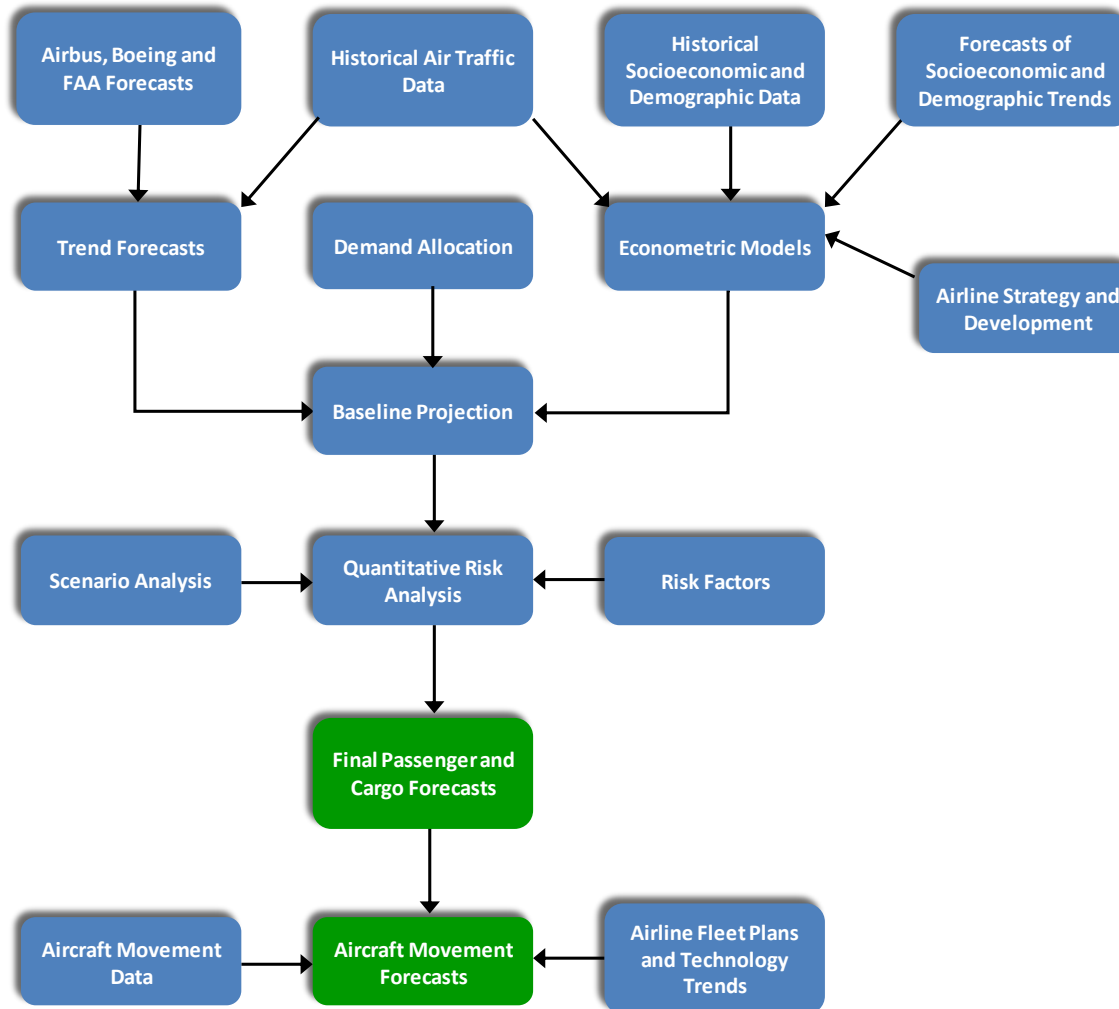 Airbus, Boeing and
FAA Forecasts
Historical Air Traffic
Data
Historical
Socioeconomic and
Demographic Data
Forecasts of
Socioeconomic and
Demographic Trends
Trend Forecasts
Demand Allocation
Econometric Models
Airline Strategy and
Development
Baseline Projection
Scenario Analysis
Quantitative Risk
Analysis
Risk Factors
Final Passenger and
Cargo Forecasts
Aircraft Movement
Data
Aircraft Movement
Forecasts
Airline Fleet Plans
and Technology
Trends